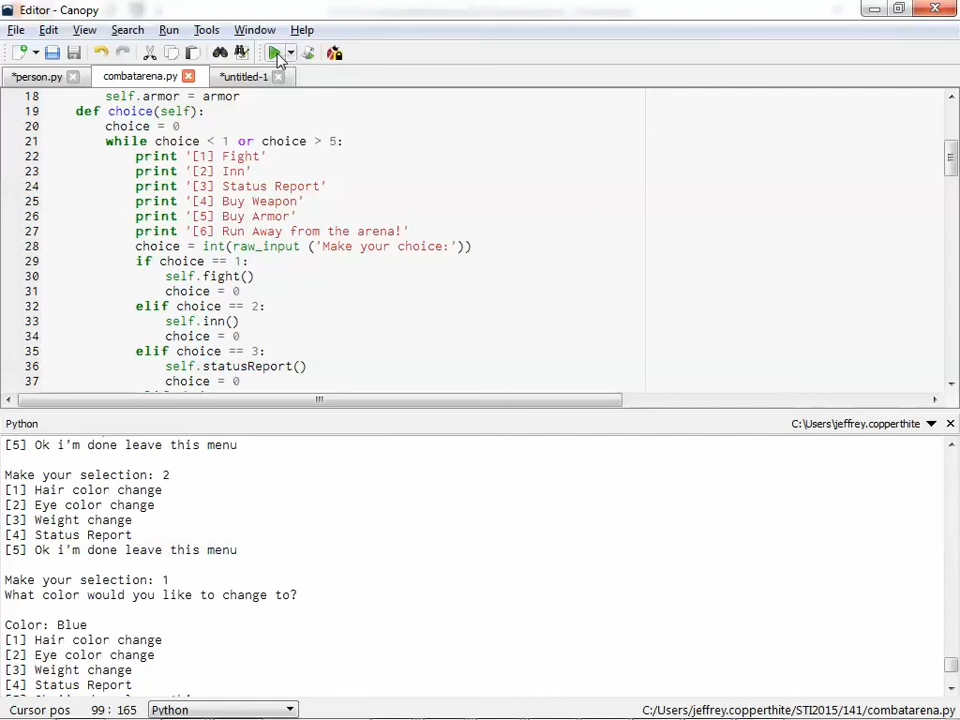 Editor - Canopy
File Edit View Search Run Tools Window Help
*person.py combatarena.py *untitled-1
18 self.armor = armor
19 def choice(self):
20 choice = 0
21 while choice < 1 or choice > 5:
22 print '[1] Fight'
23 print '[2] Inn'
24 print '[3] Status Report'
25 print '[4] Buy Weapon'
26 print '[5] Buy Armor'
27 print '[6] Run Away from the arena!'
28 choice = int(raw_input ('Make your choice:'))
29 if choice == 1:
30 self.fight()
31 choice = 0
32 elif choice == 2:
33 self.inn()
34 choice = 0
35 elif choice == 3:
36 self.statusReport()
37 choice = 0
Python C:\Users\jeffrey.copperthite
[5] Ok i'm done leave this menu
Make your selection: 2
[1] Hair color change
[2] Eye color change
[3] Weight change
[4] Status Report
[5] Ok i'm done leave this menu
Make your selection: 1
What color would you like to change to?
Color: Blue
[1] Hair color change
[2] Eye color change
[3] Weight change
[4] Status Report
Cursor pos 99 : 165 Python C:/Users/jeffrey.copperthite/STI2015/141/combatarena.py